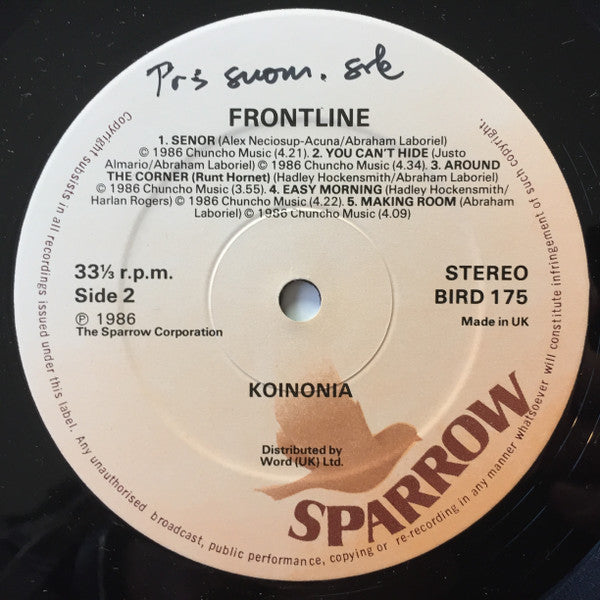 Prs suom. srk
FRONTLINE
1. SENOR (Alex Neciosup-Acuna/Abraham Laboriel)
© 1986 Chuncho Music (4.21). 2. YOU CAN'T HIDE (Justo
Almario/Abraham Laboriel) © 1986 Chuncho Music (4.34). 3. AROUND
THE CORNER (Runt Hornet) (Hadley Hockensmith/Abraham Laboriel)
© 1986 Chuncho Music (3.55). 4. EASY MORNING (Hadley Hockensmith/
Harlan Rogers) © 1986 Chuncho Music (4.22). 5. MAKING ROOM (Abraham
Laboriel) © 1986 Chuncho Music (4.09)
33⅓ r.p.m.
Side 2
℗ 1986
The Sparrow Corporation
STEREO
BIRD 175
Made in UK
KOINONIA
Distributed by
Word (UK) Ltd.
SPARROW
Copyright subsists in all recordings issued under this label. Any unauthorised broadcast, public performance, copying or re-recording in any manner whatsoever will constitute infringement of such copyright.